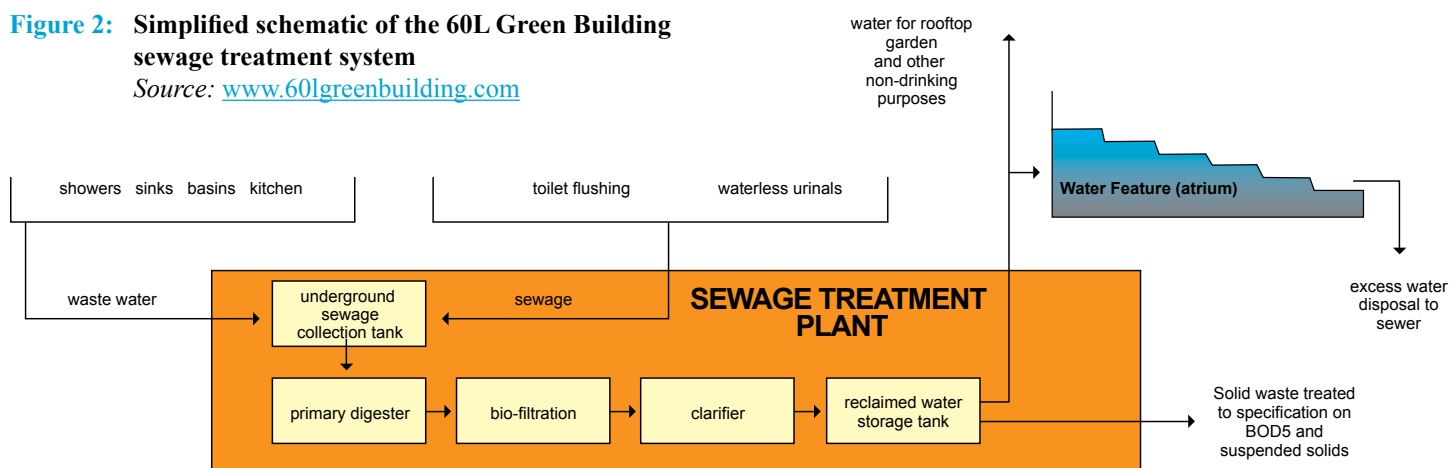 Figure 2: Simplified schematic of the 60L Green Building
sewage treatment system
Source: www.60lgreenbuilding.com
water for rooftop
garden
and other
non-drinking
purposes
showers sinks basins kitchen
toilet flushing waterless urinals
Water Feature (atrium)
waste water
underground
sewage
collection tank
sewage
SEWAGE TREATMENT
PLANT
excess water
disposal to
sewer
primary digester
bio-filtration
clarifier
reclaimed water
storage tank
Solid waste treated
to specification on
BOD5 and
suspended solids